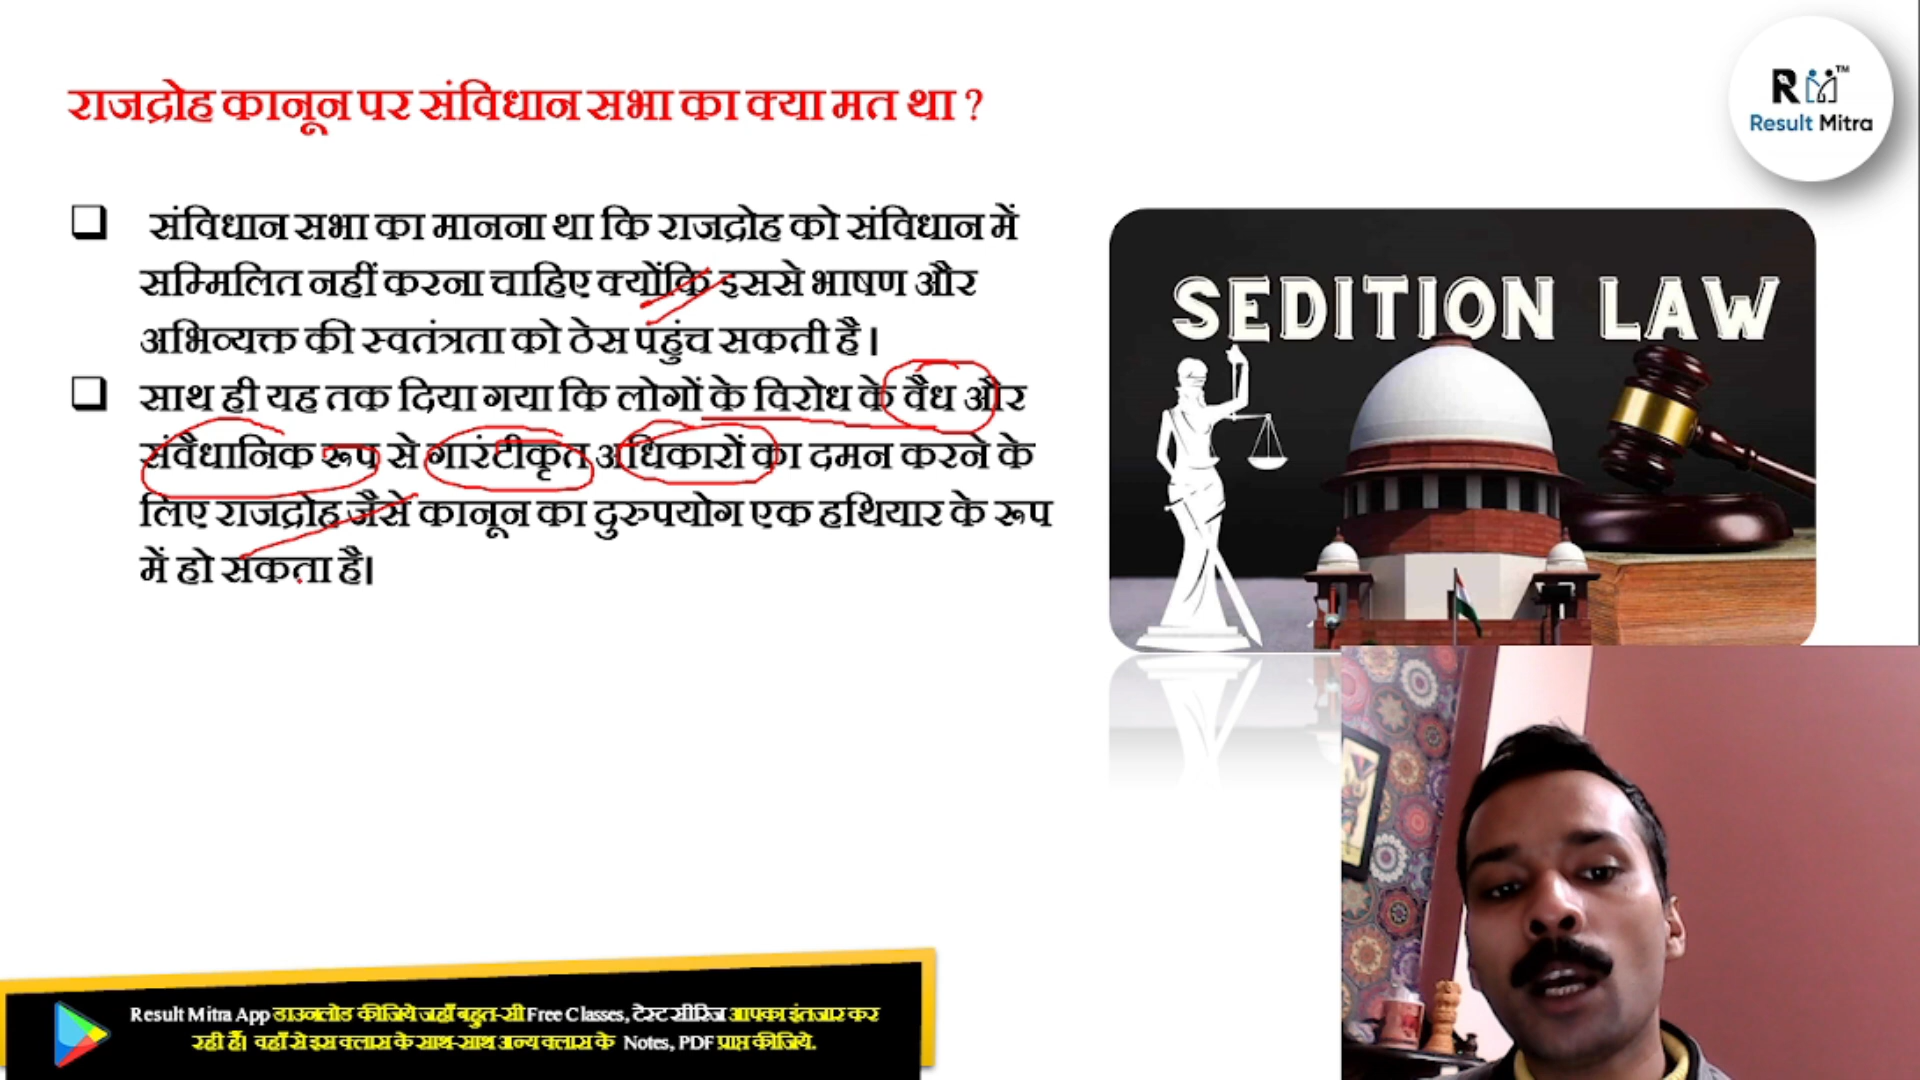 राजद्रोह कानून पर संविधान सभा का क्या मत था ?
R TM
Result Mitra
संविधान सभा का मानना था कि राजद्रोह को संविधान में
सम्मिलित नहीं करना चाहिए क्योंकि इससे भाषण और
अभिव्यक्त की स्वतंत्रता को ठेस पहुंच सकती है।
साथ ही यह तक दिया गया कि लोगों के विरोध के वैध और
संवैधानिक रूप से गारंटीकृत अधिकारों का दमन करने के
लिए राजद्रोह जैसे कानून का दुरुपयोग एक हथियार के रूप
में हो सकता है।
SEDITION LAW
Result Mitra App डाउनलोड कीजिये जहाँ बहुत-सी Free Classes, टेस्ट सीरिज आपका इंतजार कर
रही हैं। वहाँ से इस क्लास के साथ-साथ अन्य क्लास के Notes, PDF प्राप्त कीजिये.